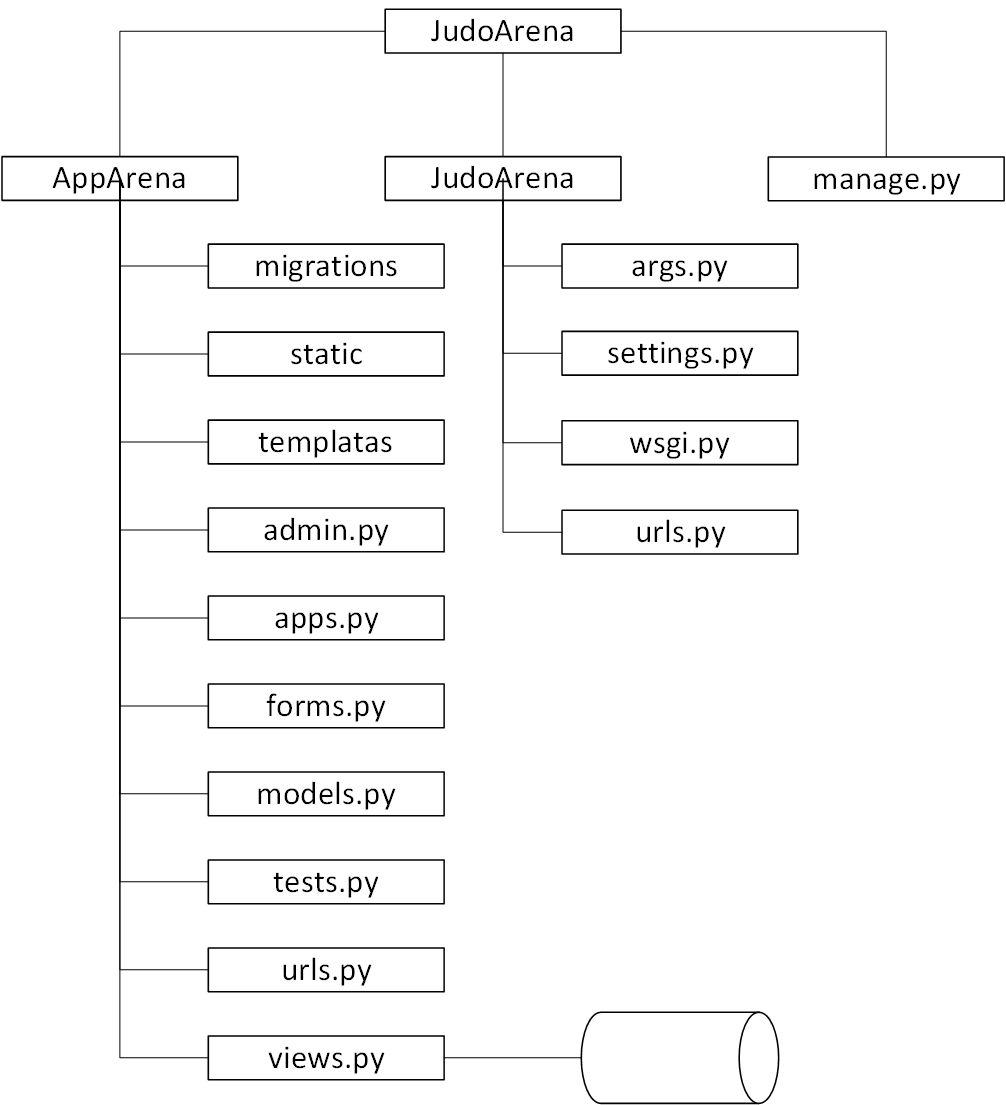 JudoArena
AppArena
JudoArena
manage.py
migrations
static
templatas
admin.py
apps.py
forms.py
models.py
tests.py
urls.py
views.py
args.py
settings.py
wsgi.py
urls.py